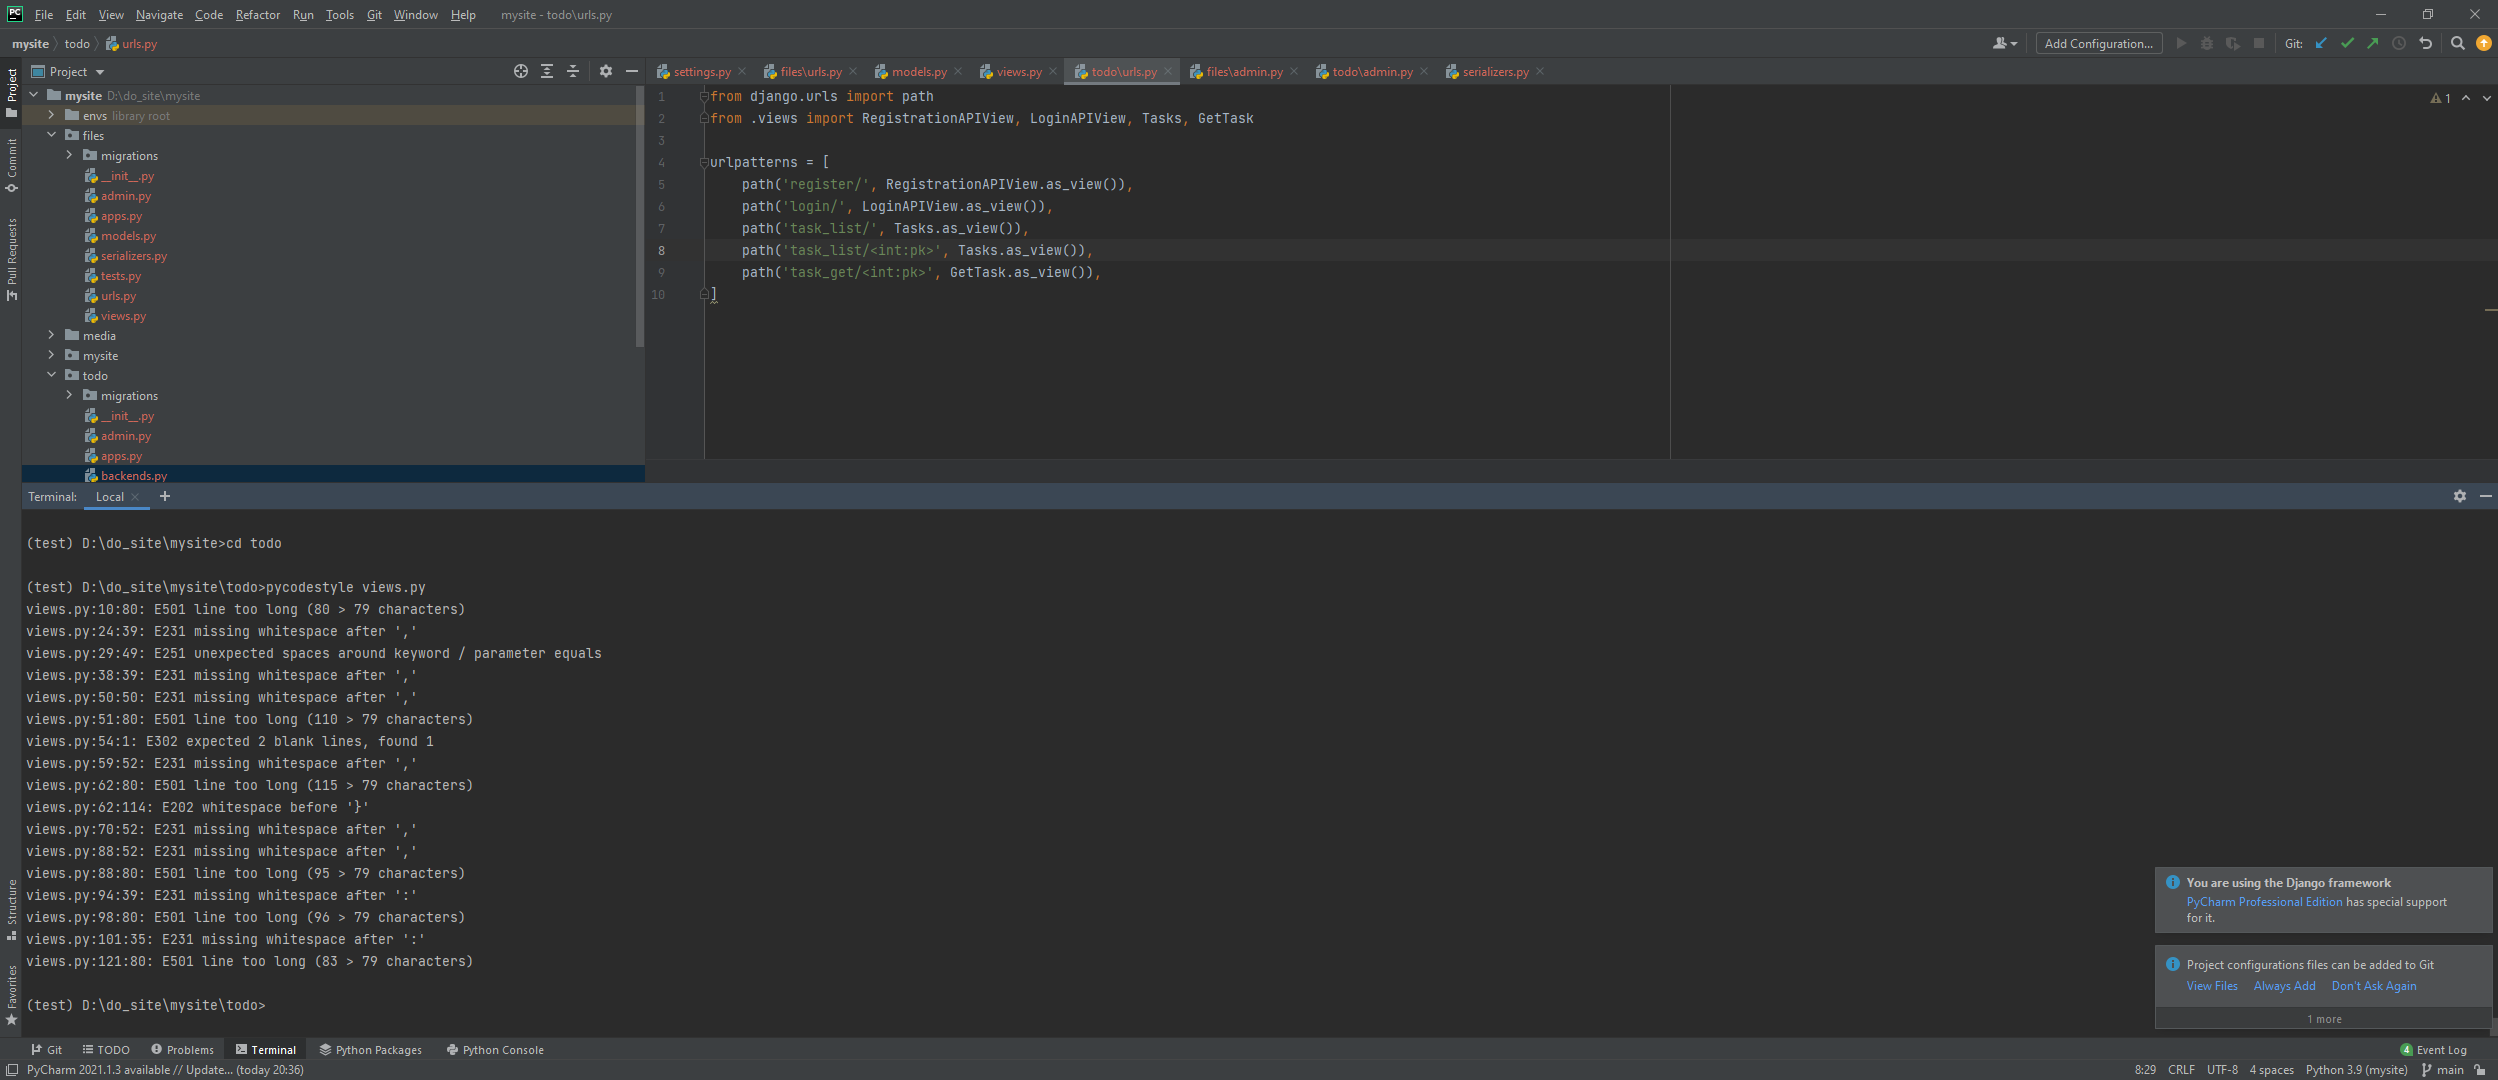 PC File Edit View Navigate Code Refactor Run Tools Git Window Help mysite - todo\urls.py
mysite todo urls.py Add Configuration... Git:
Project
settings.py files\urls.py models.py views.py todo\urls.py files\admin.py todo\admin.py serializers.py
mysite D:\do_site\mysite
envs library root
files
migrations
__init__.py
admin.py
apps.py
models.py
serializers.py
tests.py
urls.py
views.py
media
mysite
todo
migrations
__init__.py
admin.py
apps.py
backends.py
1 from django.urls import path
2 from .views import RegistrationAPIView, LoginAPIView, Tasks, GetTask
3
4 urlpatterns = [
5 path('register/', RegistrationAPIView.as_view()),
6 path('login/', LoginAPIView.as_view()),
7 path('task_list/', Tasks.as_view()),
8 path('task_list/<int:pk>', Tasks.as_view()),
9 path('task_get/<int:pk>', GetTask.as_view()),
10 ]
1
Project
Commit
Pull Requests
Structure
Favorites
Terminal: Local
(test) D:\do_site\mysite>cd todo
(test) D:\do_site\mysite\todo>pycodestyle views.py
views.py:10:80: E501 line too long (80 > 79 characters)
views.py:24:39: E231 missing whitespace after ','
views.py:29:49: E251 unexpected spaces around keyword / parameter equals
views.py:38:39: E231 missing whitespace after ','
views.py:50:50: E231 missing whitespace after ','
views.py:51:80: E501 line too long (110 > 79 characters)
views.py:54:1: E302 expected 2 blank lines, found 1
views.py:59:52: E231 missing whitespace after ','
views.py:62:80: E501 line too long (115 > 79 characters)
views.py:62:114: E202 whitespace before '}'
views.py:70:52: E231 missing whitespace after ','
views.py:88:52: E231 missing whitespace after ','
views.py:88:80: E501 line too long (95 > 79 characters)
views.py:94:39: E231 missing whitespace after ':'
views.py:98:80: E501 line too long (96 > 79 characters)
views.py:101:35: E231 missing whitespace after ':'
views.py:121:80: E501 line too long (83 > 79 characters)
(test) D:\do_site\mysite\todo>
You are using the Django framework
PyCharm Professional Edition has special support
for it.
Project configurations files can be added to Git
View Files Always Add Don't Ask Again
1 more
Git TODO Problems Terminal Python Packages Python Console 4 Event Log
PyCharm 2021.1.3 available // Update... (today 20:36) 8:29 CRLF UTF-8 4 spaces Python 3.9 (mysite) main